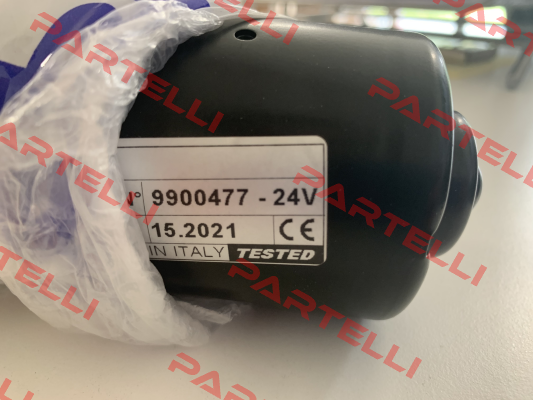 PARTELLI
PARTELLI
PARTELLI
N° 9900477 - 24V
15.2021 CE
IN ITALY TESTED
PARTELLI
PARTELLI
PARTELLI